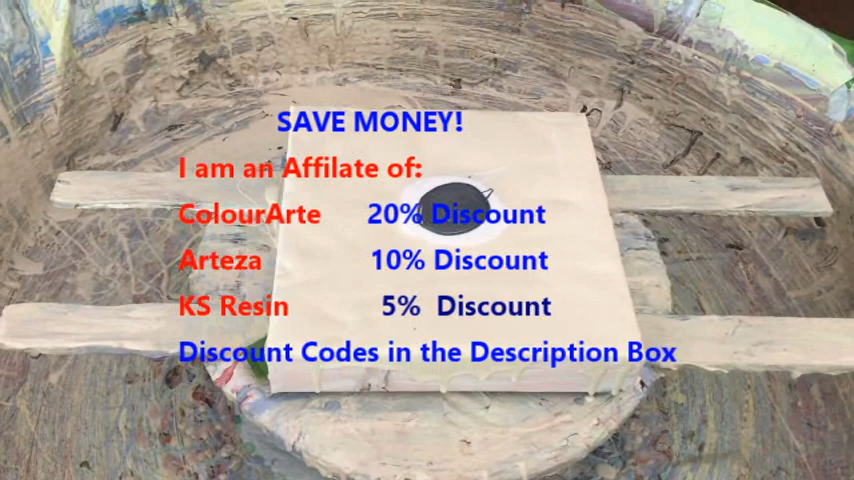 SAVE MONEY!
I am an Affilate of:
ColourArte 20% Discount
Arteza 10% Discount
KS Resin 5% Discount
Discount Codes in the Description Box